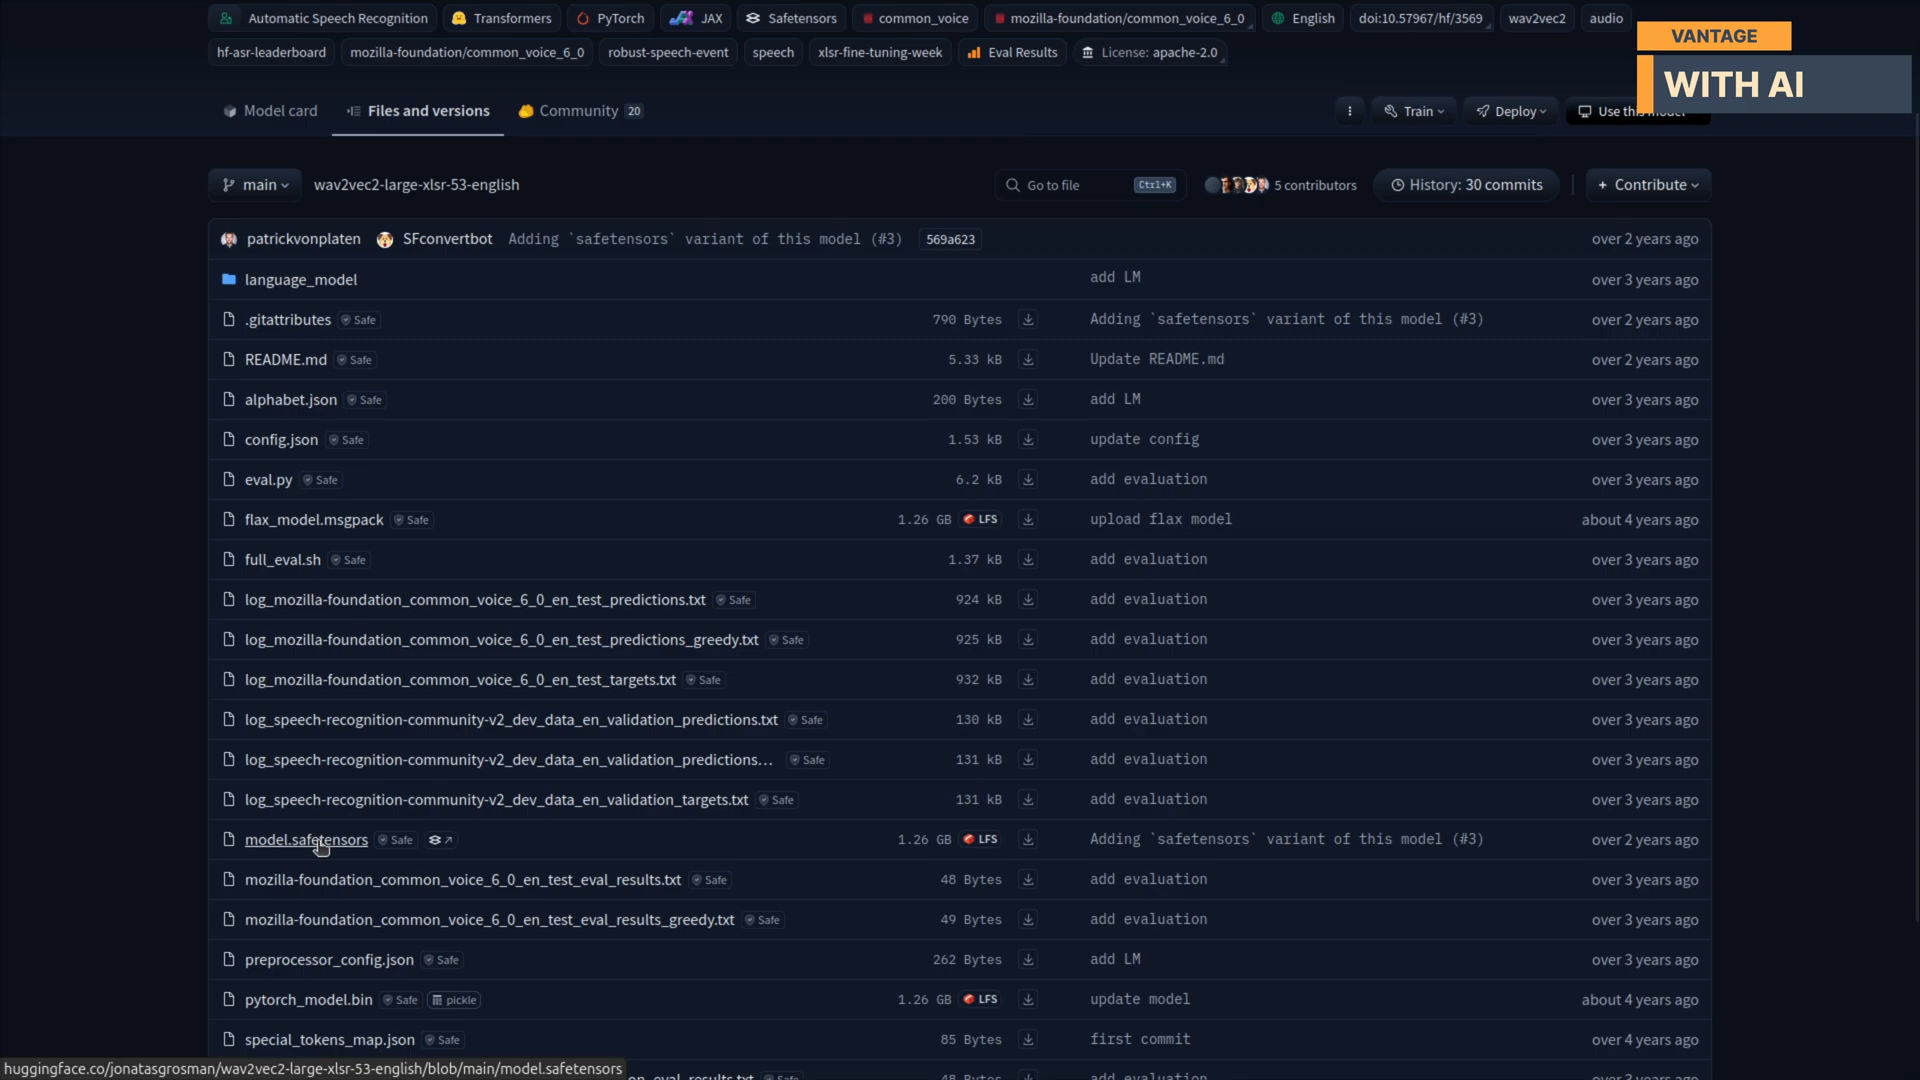 Automatic Speech Recognition Transformers PyTorch JAX Safetensors common_voice mozilla-foundation/common_voice_6_0 English doi:10.57967/hf/3569 wav2vec2 audio
hf-asr-leaderboard mozilla-foundation/common_voice_6_0 robust-speech-event speech xlsr-fine-tuning-week Eval Results License: apache-2.0
VANTAGE
WITH AI
Model card Files and versions Community 20 Train Deploy Use this model
main wav2vec2-large-xlsr-53-english Go to file Ctrl+K 5 contributors History: 30 commits + Contribute
patrickvonplaten SFconvertbot Adding `safetensors` variant of this model (#3) 569a623 over 2 years ago
language_model add LM over 3 years ago
.gitattributes Safe 790 Bytes Adding `safetensors` variant of this model (#3) over 2 years ago
README.md Safe 5.33 kB Update README.md over 2 years ago
alphabet.json Safe 200 Bytes add LM over 3 years ago
config.json Safe 1.53 kB update config over 3 years ago
eval.py Safe 6.2 kB add evaluation over 3 years ago
flax_model.msgpack Safe 1.26 GB LFS upload flax model about 4 years ago
full_eval.sh Safe 1.37 kB add evaluation over 3 years ago
log_mozilla-foundation_common_voice_6_0_en_test_predictions.txt Safe 924 kB add evaluation over 3 years ago
log_mozilla-foundation_common_voice_6_0_en_test_predictions_greedy.txt Safe 925 kB add evaluation over 3 years ago
log_mozilla-foundation_common_voice_6_0_en_test_targets.txt Safe 932 kB add evaluation over 3 years ago
log_speech-recognition-community-v2_dev_data_en_validation_predictions.txt Safe 130 kB add evaluation over 3 years ago
log_speech-recognition-community-v2_dev_data_en_validation_predictions... Safe 131 kB add evaluation over 3 years ago
log_speech-recognition-community-v2_dev_data_en_validation_targets.txt Safe 131 kB add evaluation over 3 years ago
model.safetensors Safe 1.26 GB LFS Adding `safetensors` variant of this model (#3) over 2 years ago
mozilla-foundation_common_voice_6_0_en_test_eval_results.txt Safe 48 Bytes add evaluation over 3 years ago
mozilla-foundation_common_voice_6_0_en_test_eval_results_greedy.txt Safe 49 Bytes add evaluation over 3 years ago
preprocessor_config.json Safe 262 Bytes add LM over 3 years ago
pytorch_model.bin Safe pickle 1.26 GB LFS update model about 4 years ago
special_tokens_map.json Safe 85 Bytes first commit over 4 years ago
huggingface.co/jonatasgrosman/wav2vec2-large-xlsr-53-english/blob/main/model.safetensors